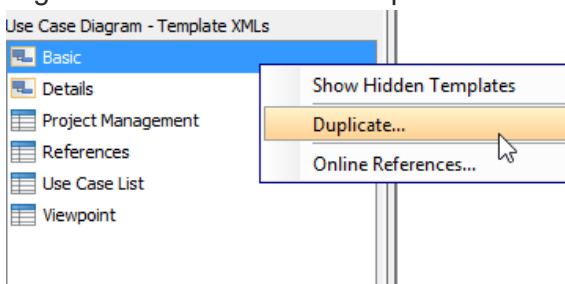 Use Case Diagram - Template XMLs
Basic
Details
Project Management
References
Use Case List
Viewpoint
Show Hidden Templates
Duplicate...
Online References...